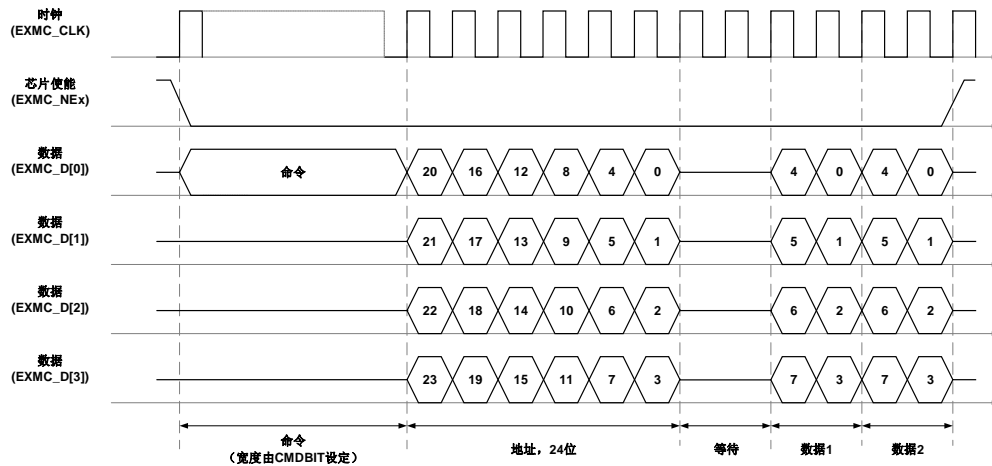 时钟
(EXMC_CLK)
芯片使能
(EXMC_NEx)
数据
(EXMC_D[0])
命令
20 16 12 8 4 0 4 0 4 0
数据
(EXMC_D[1])
21 17 13 9 5 1 5 1 5 1
数据
(EXMC_D[2])
22 18 14 10 6 2 6 2 6 2
数据
(EXMC_D[3])
23 19 15 11 7 3 7 3 7 3
命令
(宽度由CMDBIT设定)
地址，24位
等待
数据1
数据2